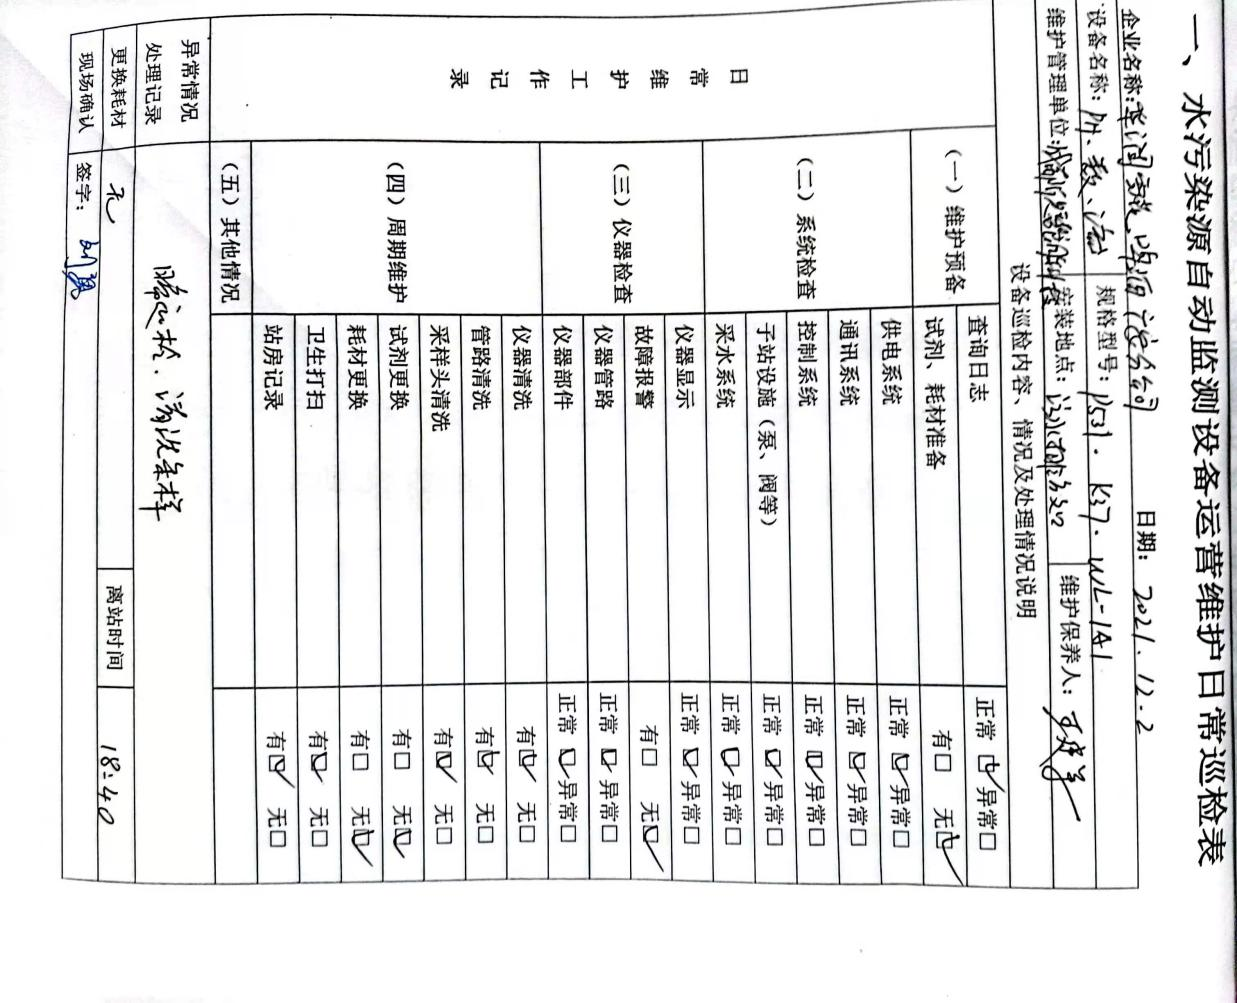 一、水污染源自动监测设备运营维护日常巡检表
企业名称: 日期: 2021.12.2
设备名称: PH、数、流 规格型号: P531. K37. WL-1A1
维护管理单位: 安装地点: 维护保养人:
设备巡检内容、情况及处理情况说明
日常维护工作记录
(一)维护预备 查询日志 正常☑异常□
试剂、耗材准备 有□ 无☑
(二)系统检查 供电系统 正常☑异常□
通讯系统 正常☑异常□
控制系统 正常☑异常□
子站设施(泵、阀等) 正常☑异常□
采水系统 正常☑异常□
(三)仪器检查 仪器显示 正常☑异常□
故障报警 有□ 无☑
仪器管路 正常☑异常□
仪器部件 正常☑异常□
(四)周期维护 仪器清洗 有☑ 无□
管路清洗 有☑ 无□
采样头清洗 有☑ 无□
试剂更换 有□ 无☑
耗材更换 有□ 无☑
卫生打扫 有☑ 无□
站房记录 有☑ 无□
(五)其他情况
异常情况处理记录
更换耗材 无 离站时间 18:40
现场确认 签字: